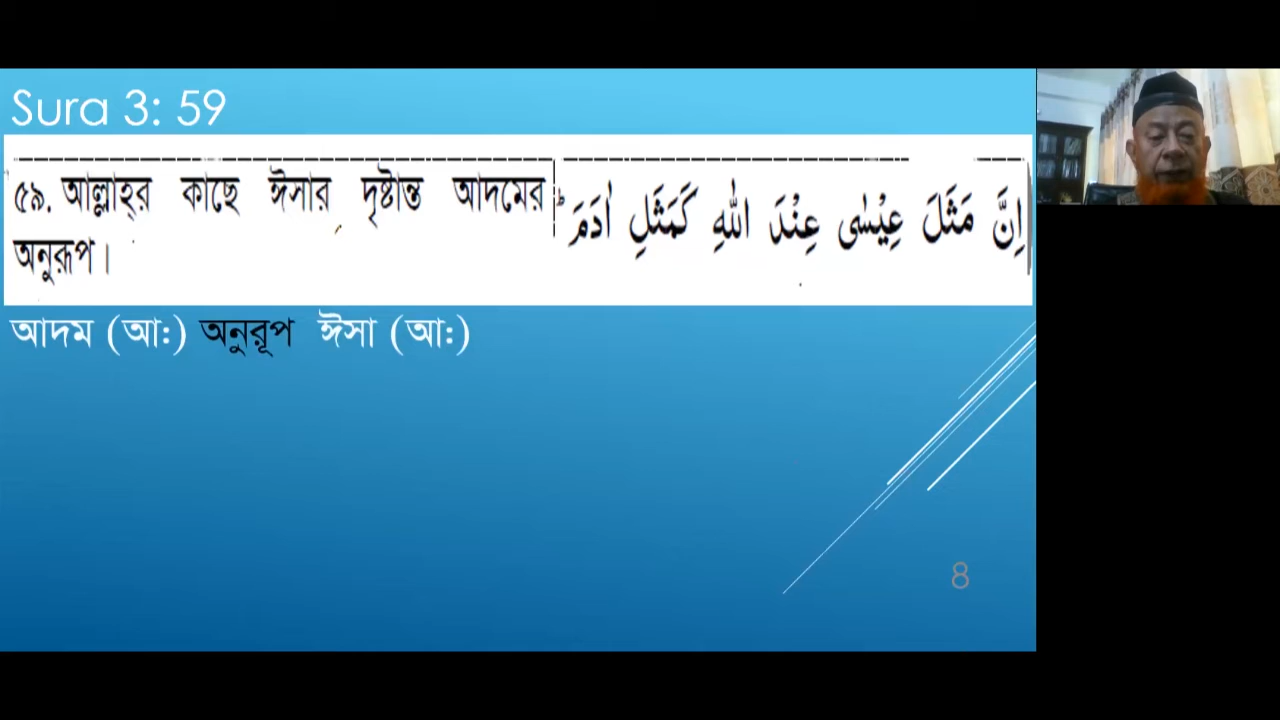 Sura 3: 59
৫৯. আল্লাহ্‌র কাছে ঈসার দৃষ্টান্ত আদমের
অনুরূপ।
اِنَّ مَثَلَ عِيْسٰى عِنْدَ اللّٰهِ كَمَثَلِ اٰدَمَ ؕ
আদম (আঃ) অনুরূপ ঈসা (আঃ)
8